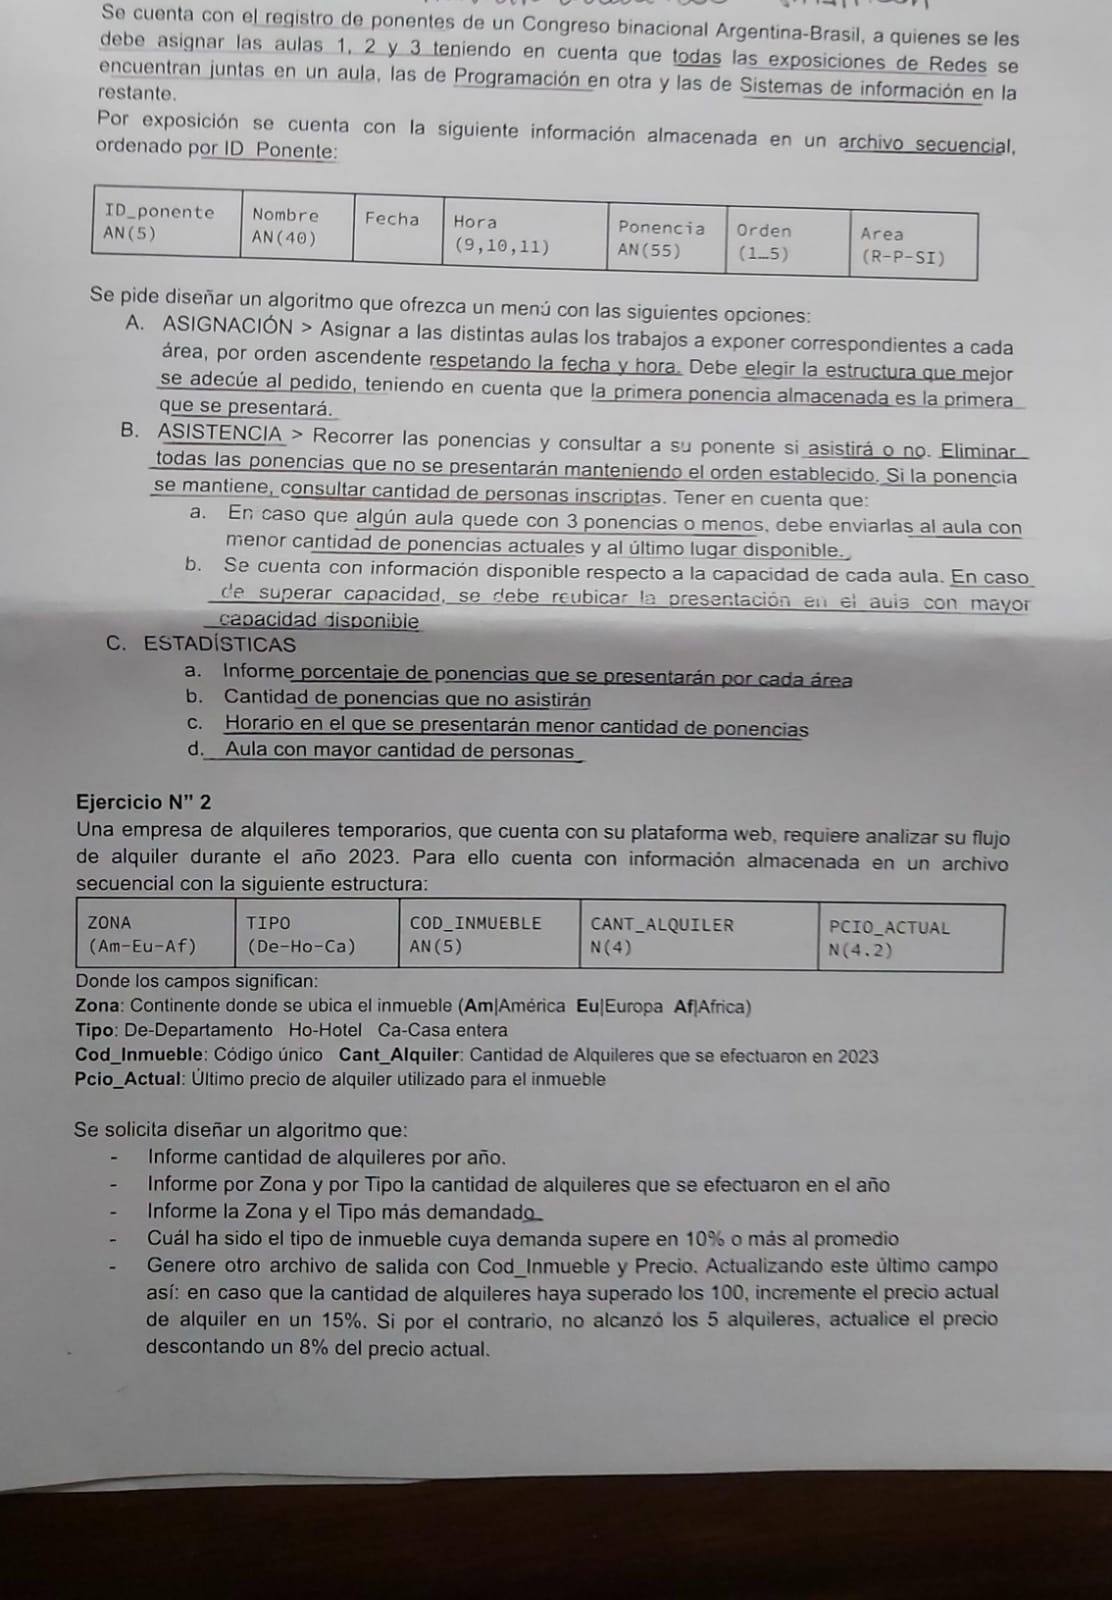 Se cuenta con el registro de ponentes de un Congreso binacional Argentina-Brasil, a quienes se les
debe asignar las aulas 1, 2 y 3 teniendo en cuenta que todas las exposiciones de Redes se
encuentran juntas en un aula, las de Programación en otra y las de Sistemas de información en la
restante.
Por exposición se cuenta con la siguiente información almacenada en un archivo secuencial,
ordenado por ID_Ponente:
ID_ponente Nombre Fecha Hora Ponencia Orden Area
AN(5) AN(40) (9,10,11) AN(55) (1…5) (R-P-SI)
Se pide diseñar un algoritmo que ofrezca un menú con las siguientes opciones:
A. ASIGNACIÓN > Asignar a las distintas aulas los trabajos a exponer correspondientes a cada
área, por orden ascendente respetando la fecha y hora. Debe elegir la estructura que mejor
se adecúe al pedido, teniendo en cuenta que la primera ponencia almacenada es la primera
que se presentará.
B. ASISTENCIA > Recorrer las ponencias y consultar a su ponente si asistirá o no. Eliminar
todas las ponencias que no se presentarán manteniendo el orden establecido. Si la ponencia
se mantiene, consultar cantidad de personas inscriptas. Tener en cuenta que:
a. En caso que algún aula quede con 3 ponencias o menos, debe enviarlas al aula con
menor cantidad de ponencias actuales y al último lugar disponible.
b. Se cuenta con información disponible respecto a la capacidad de cada aula. En caso
de superar capacidad, se debe reubicar la presentación en el aula con mayor
capacidad disponible
C. ESTADÍSTICAS
a. Informe porcentaje de ponencias que se presentarán por cada área
b. Cantidad de ponencias que no asistirán
c. Horario en el que se presentarán menor cantidad de ponencias
d. Aula con mayor cantidad de personas
Ejercicio N" 2
Una empresa de alquileres temporarios, que cuenta con su plataforma web, requiere analizar su flujo
de alquiler durante el año 2023. Para ello cuenta con información almacenada en un archivo
secuencial con la siguiente estructura:
ZONA TIPO COD_INMUEBLE CANT_ALQUILER PCIO_ACTUAL
(Am-Eu-Af) (De-Ho-Ca) AN(5) N(4) N(4.2)
Donde los campos significan:
Zona: Continente donde se ubica el inmueble (Am|América Eu|Europa Af|Africa)
Tipo: De-Departamento Ho-Hotel Ca-Casa entera
Cod_Inmueble: Código único Cant_Alquiler: Cantidad de Alquileres que se efectuaron en 2023
Pcio_Actual: Último precio de alquiler utilizado para el inmueble
Se solicita diseñar un algoritmo que:
- Informe cantidad de alquileres por año.
- Informe por Zona y por Tipo la cantidad de alquileres que se efectuaron en el año
- Informe la Zona y el Tipo más demandado
- Cuál ha sido el tipo de inmueble cuya demanda supere en 10% o más al promedio
- Genere otro archivo de salida con Cod_Inmueble y Precio. Actualizando este último campo
así: en caso que la cantidad de alquileres haya superado los 100, incremente el precio actual
de alquiler en un 15%. Si por el contrario, no alcanzó los 5 alquileres, actualice el precio
descontando un 8% del precio actual.